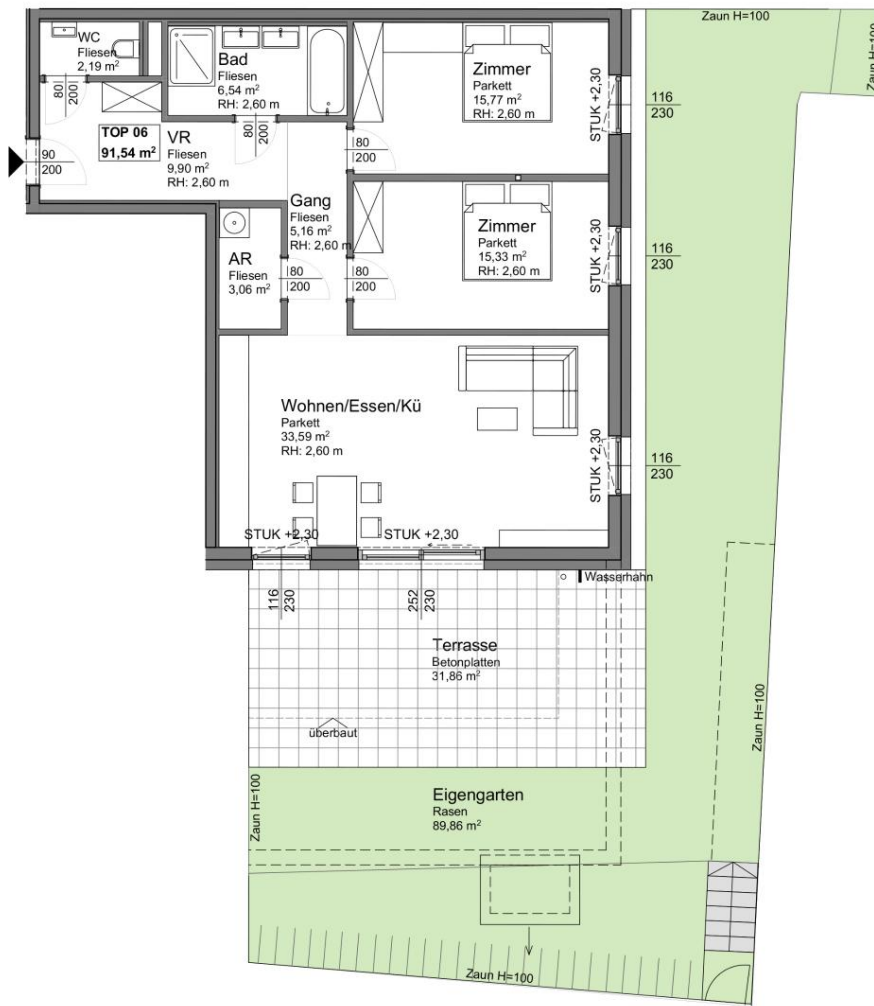 Zaun H=100
Zaun H=100
WC
Fliesen
2,19 m²
Bad
Fliesen
6,54 m²
RH: 2,60 m
Zimmer
Parkett
15,77 m²
RH: 2,60 m
STUK +2,30
116
230
80
200
TOP 06
91,54 m²
VR
Fliesen
9,90 m²
RH: 2,60 m
80
200
80
200
90
200
Gang
Fliesen
5,16 m²
RH: 2,60 m
Zimmer
Parkett
15,33 m²
RH: 2,60 m
STUK +2,30
116
230
AR
Fliesen
3,06 m²
80
200
80
200
Wohnen/Essen/Kü
Parkett
33,59 m²
RH: 2,60 m
STUK +2,30
116
230
STUK +2,30
STUK +2,30
116
230
252
230
Wasserhahn
Terrasse
Betonplatten
31,86 m²
überbaut
Zaun H=100
Zaun H=100
Eigengarten
Rasen
89,86 m²
Zaun H=100